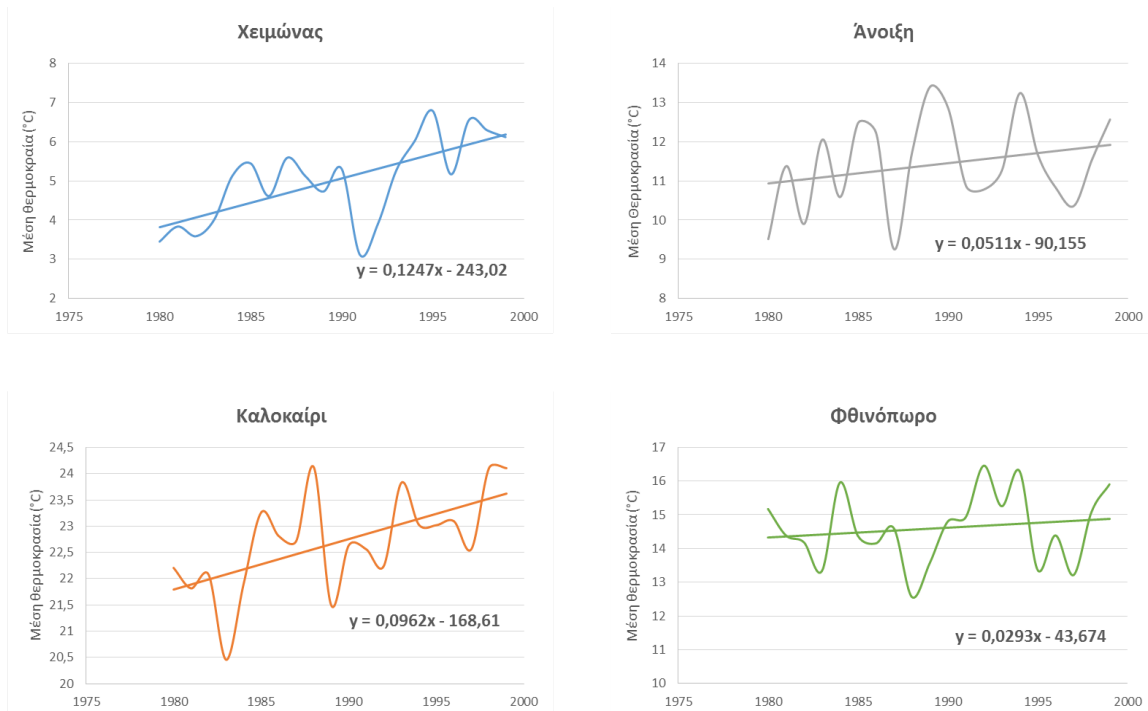 Χειμώνας
Μέση θερμοκραία (°C)
8
7
6
5
4
3
2
1975 1980 1985 1990 1995 2000
y = 0,1247x - 243,02
Άνοιξη
Μέση Θερμοκρασία (°C)
14
13
12
11
10
9
8
1975 1980 1985 1990 1995 2000
y = 0,0511x - 90,155
Καλοκαίρι
Μέση θερμοκρασία (°C)
24,5
24
23,5
23
22,5
22
21,5
21
20,5
20
1975 1980 1985 1990 1995 2000
y = 0,0962x - 168,61
Φθινόπωρο
Μέση θερμοκρασία (°C)
17
16
15
14
13
12
11
10
1975 1980 1985 1990 1995 2000
y = 0,0293x - 43,674